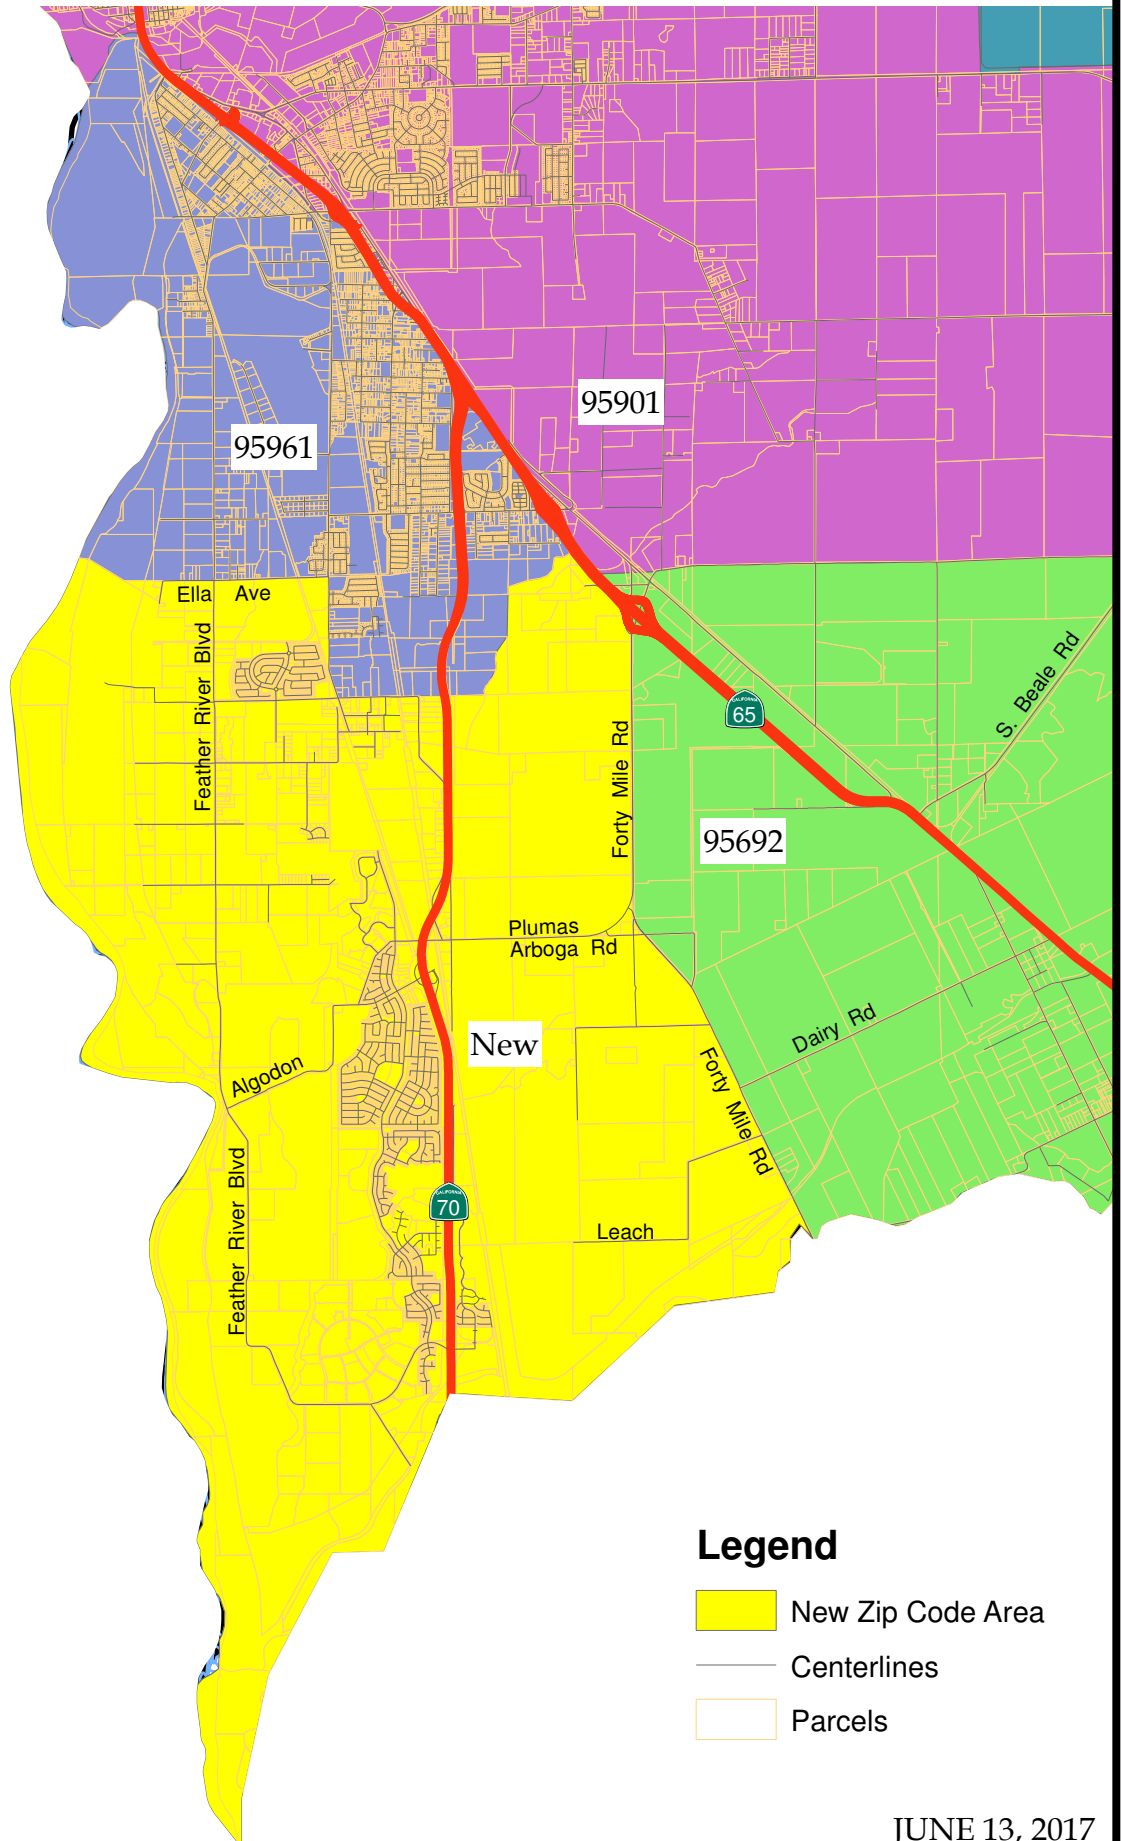 95901
95961
Ella Ave
Feather River Blvd
S. Beale Rd
CALIFORNIA
65
Forty Mile Rd
95692
Plumas
Arboga Rd
Dairy Rd
New
Algodon
Forty Mile Rd
Feather River Blvd
CALIFORNIA
70
Leach
Legend
New Zip Code Area
Centerlines
Parcels
JUNE 13, 2017